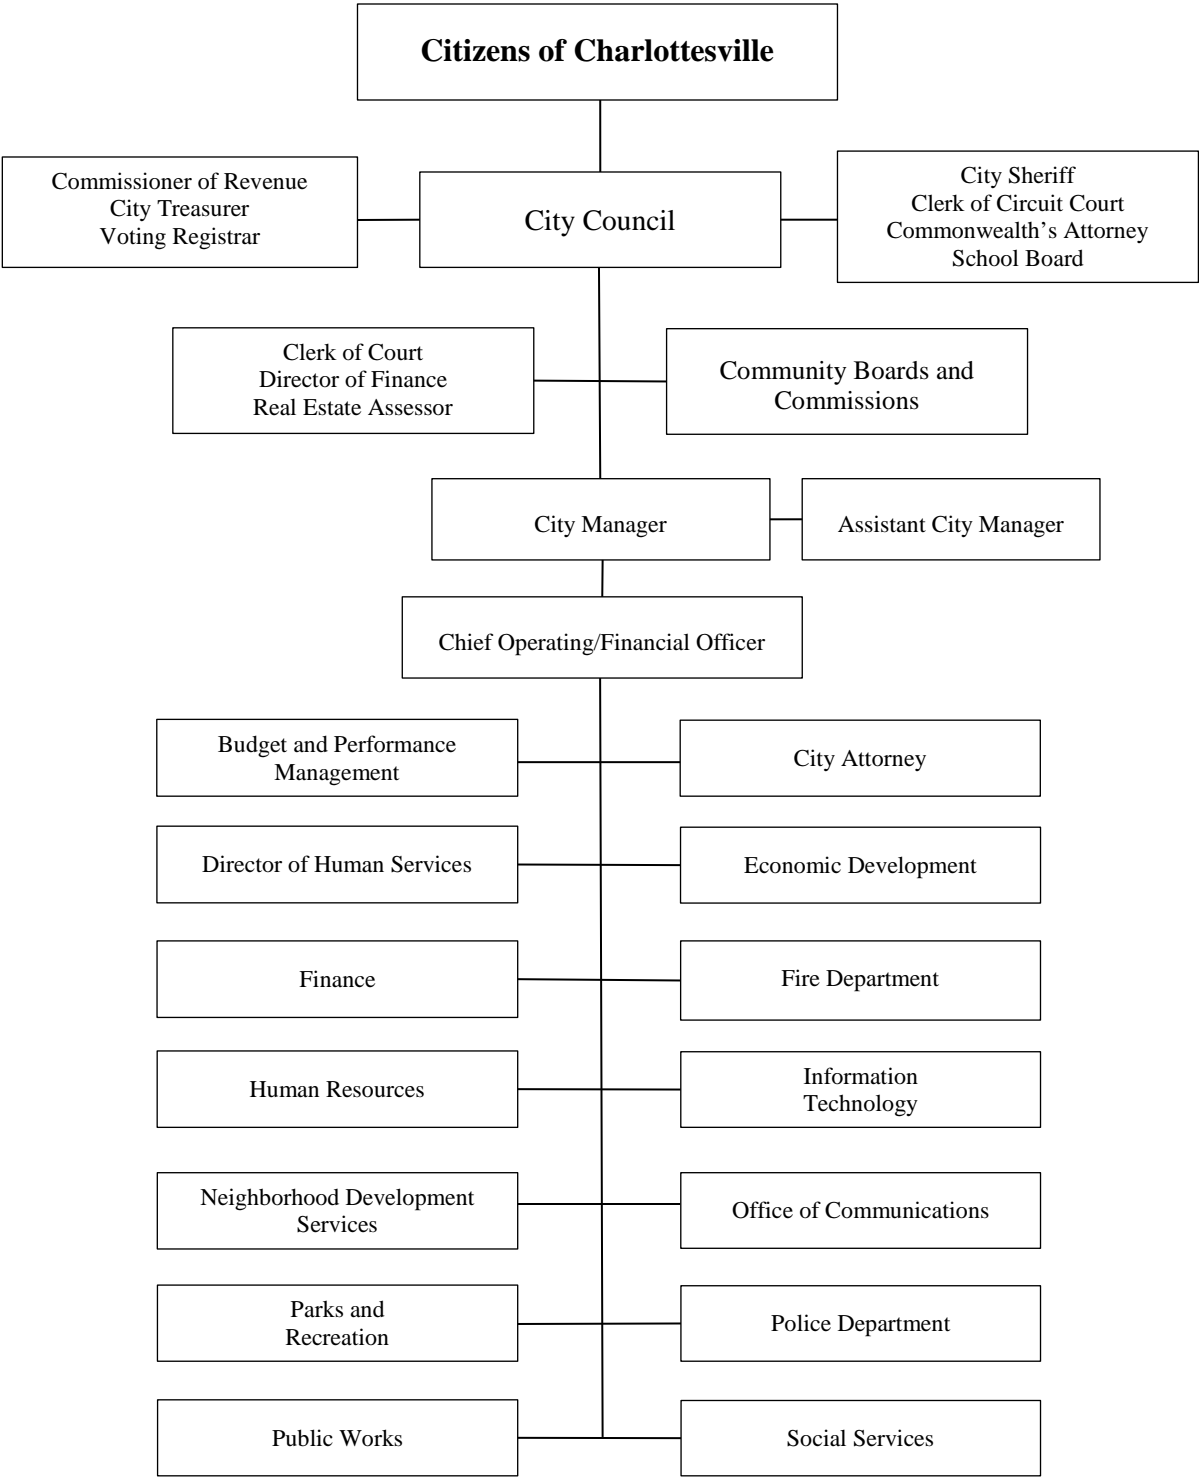 Citizens of Charlottesville
Commissioner of Revenue
City Treasurer
Voting Registrar
City Council
City Sheriff
Clerk of Circuit Court
Commonwealth's Attorney
School Board
Clerk of Court
Director of Finance
Real Estate Assessor
Community Boards and
Commissions
City Manager
Assistant City Manager
Chief Operating/Financial Officer
Budget and Performance
Management
City Attorney
Director of Human Services
Economic Development
Finance
Fire Department
Human Resources
Information
Technology
Neighborhood Development
Services
Office of Communications
Parks and
Recreation
Police Department
Public Works
Social Services